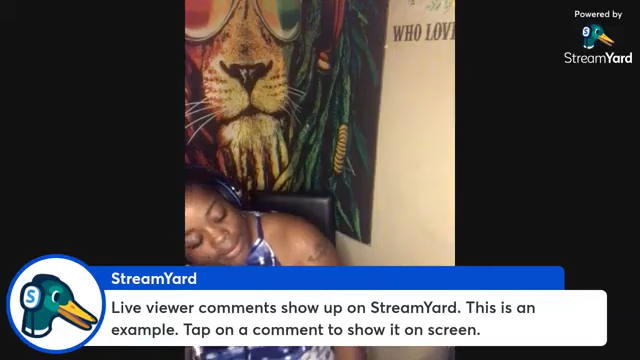 Powered by
StreamYard
WHO LOV
StreamYard
Live viewer comments show up on StreamYard. This is an
example. Tap on a comment to show it on screen.